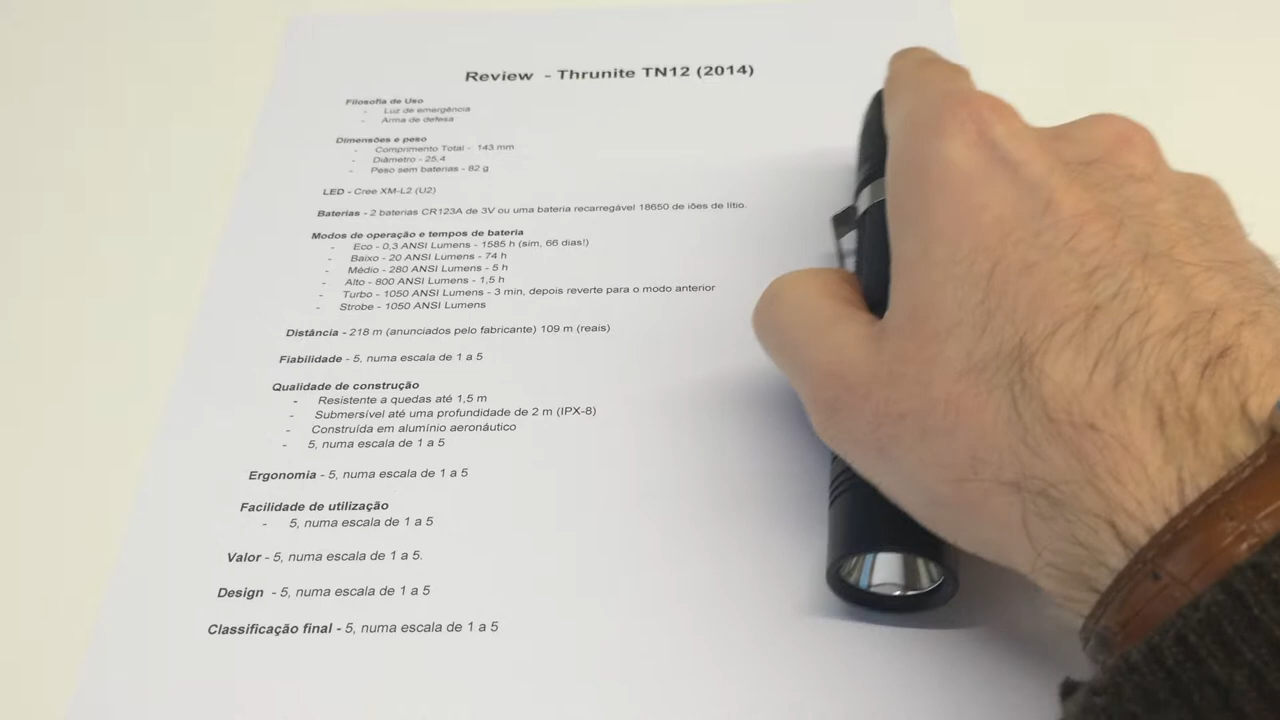 Review - Thrunite TN12 (2014)
Filosofia de Uso
- Luz de emergência
- Arma de defesa
Dimensões e peso
- Comprimento Total - 143 mm
- Diâmetro - 25,4
- Peso sem baterias - 82 g
LED - Cree XM-L2 (U2)
Baterias - 2 baterias CR123A de 3V ou uma bateria recarregável 18650 de iões de lítio.
Modos de operação e tempos de bateria
- Eco - 0,3 ANSI Lumens - 1585 h (sim, 66 dias!)
- Baixo - 20 ANSI Lumens - 74 h
- Médio - 280 ANSI Lumens - 5 h
- Alto - 800 ANSI Lumens - 1,5 h
- Turbo - 1050 ANSI Lumens - 3 min, depois reverte para o modo anterior
- Strobe - 1050 ANSI Lumens
Distância - 218 m (anunciados pelo fabricante) 109 m (reais)
Fiabilidade - 5, numa escala de 1 a 5
Qualidade de construção
- Resistente a quedas até 1,5 m
- Submersível até uma profundidade de 2 m (IPX-8)
- Construída em alumínio aeronáutico
- 5, numa escala de 1 a 5
Ergonomia - 5, numa escala de 1 a 5
Facilidade de utilização
- 5, numa escala de 1 a 5
Valor - 5, numa escala de 1 a 5.
Design - 5, numa escala de 1 a 5
Classificação final - 5, numa escala de 1 a 5